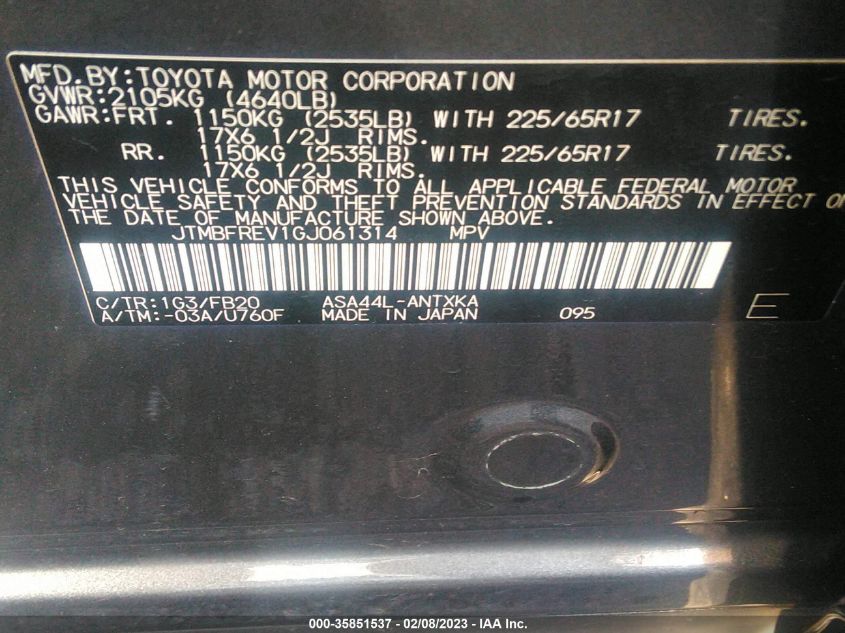 MFD.BY:TOYOTA MOTOR CORPORATION
GVWR:2105KG (4640LB)
GAWR:FRT. 1150KG (2535LB) WITH 225/65R17 TIRES.
17X6 1/2J RIMS.
RR. 1150KG (2535LB) WITH 225/65R17 TIRES.
17X6 1/2J RIMS.
THIS VEHICLE CONFORMS TO ALL APPLICABLE FEDERAL MOTOR
VEHICLE SAFETY AND THEFT PREVENTION STANDARDS IN EFFECT
THE DATE OF MANUFACTURE SHOWN ABOVE.
JTMBFREV1GJ061314 MPV
C/TR:1G3/FB20 ASA44L-ANTXKA
A/TM:-03A/U760F MADE IN JAPAN 095 E
000-35851537 - 02/08/2023 - IAA Inc.